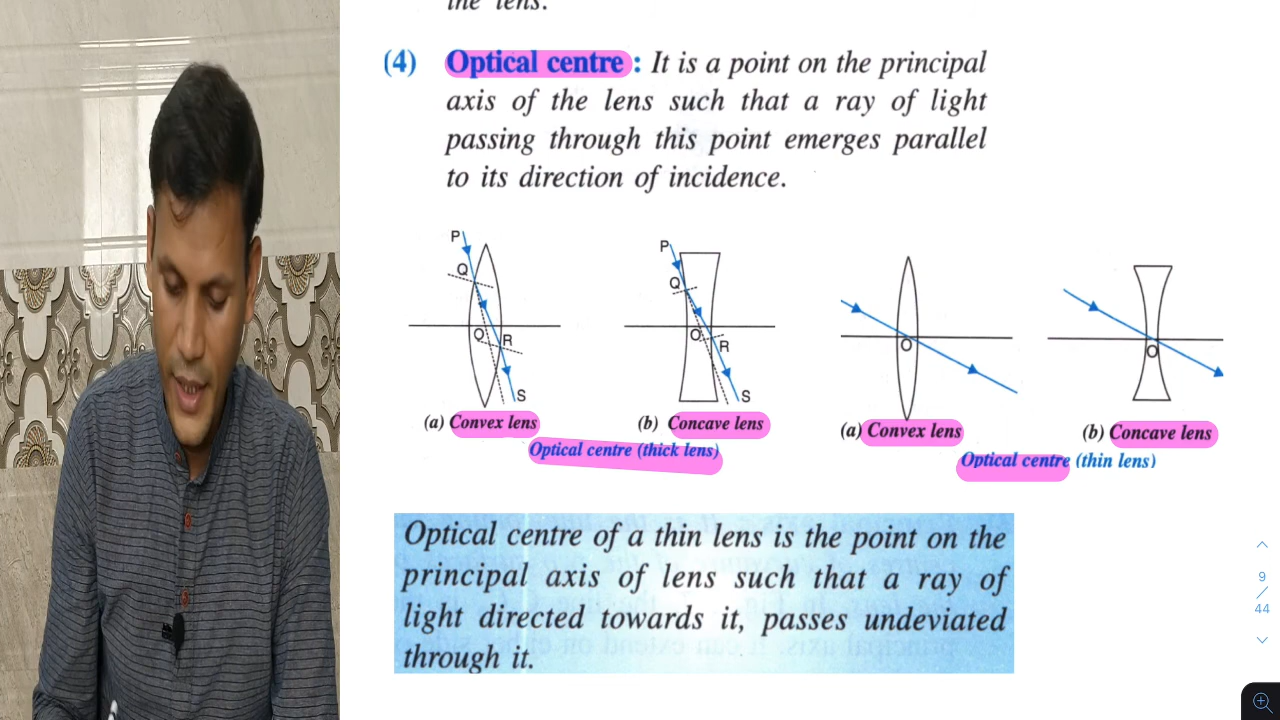 the lens.
(4) Optical centre : It is a point on the principal
axis of the lens such that a ray of light
passing through this point emerges parallel
to its direction of incidence.
P
Q
Q
R
S
(a) Convex lens
P
Q
O
R
S
(b) Concave lens
Optical centre (thick lens)
O
(a) Convex lens
O
(b) Concave lens
Optical centre (thin lens)
Optical centre of a thin lens is the point on the
principal axis of lens such that a ray of
light directed towards it, passes undeviated
through it.
9
/
44